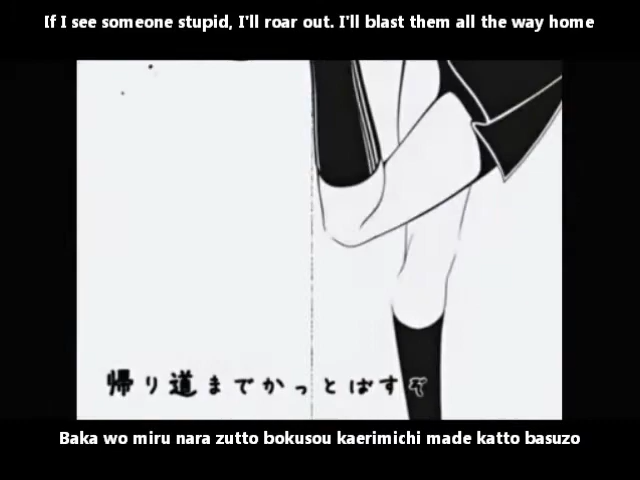 If I see someone stupid, I'll roar out. I'll blast them all the way home
帰り道までかっとばすぞ
Baka wo miru nara zutto bokusou kaerimichi made katto basuzo